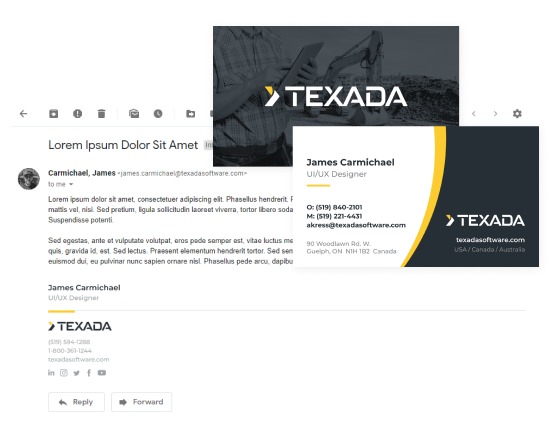 TEXADA
Lorem Ipsum Dolor Sit Amet
James Carmichael
UI/UX Designer
O: (519) 840-2101
M: (519) 221-4431
akress@texadasoftware.com
90 Woodlawn Rd. W.
Guelph, ON N1H 1B2 Canada
TEXADA
texadasoftware.com
USA / Canada / Australia
Carmichael, James <james.carmichael@texadasoftware.com>
to me
Lorem ipsum dolor sit amet, consectetuer adipiscing elit. Phasellus hendrerit.
mattis vel, nisi. Sed pretium, ligula sollicitudin laoreet viverra, tortor libero soda
Suspendisse potenti.
Sed egestas, ante et vulputate volutpat, eros pede semper est, vitae luctus me
quis, gravida id, est. Sed lectus. Praesent elementum hendrerit tortor. Sed sem
euismod dui, eu pulvinar nunc sapien ornare nisl. Phasellus pede arcu, dapibu
James Carmichael
UI/UX Designer
TEXADA
(519) 594-1288
1-800-361-1244
texadasoftware.com
Reply
Forward